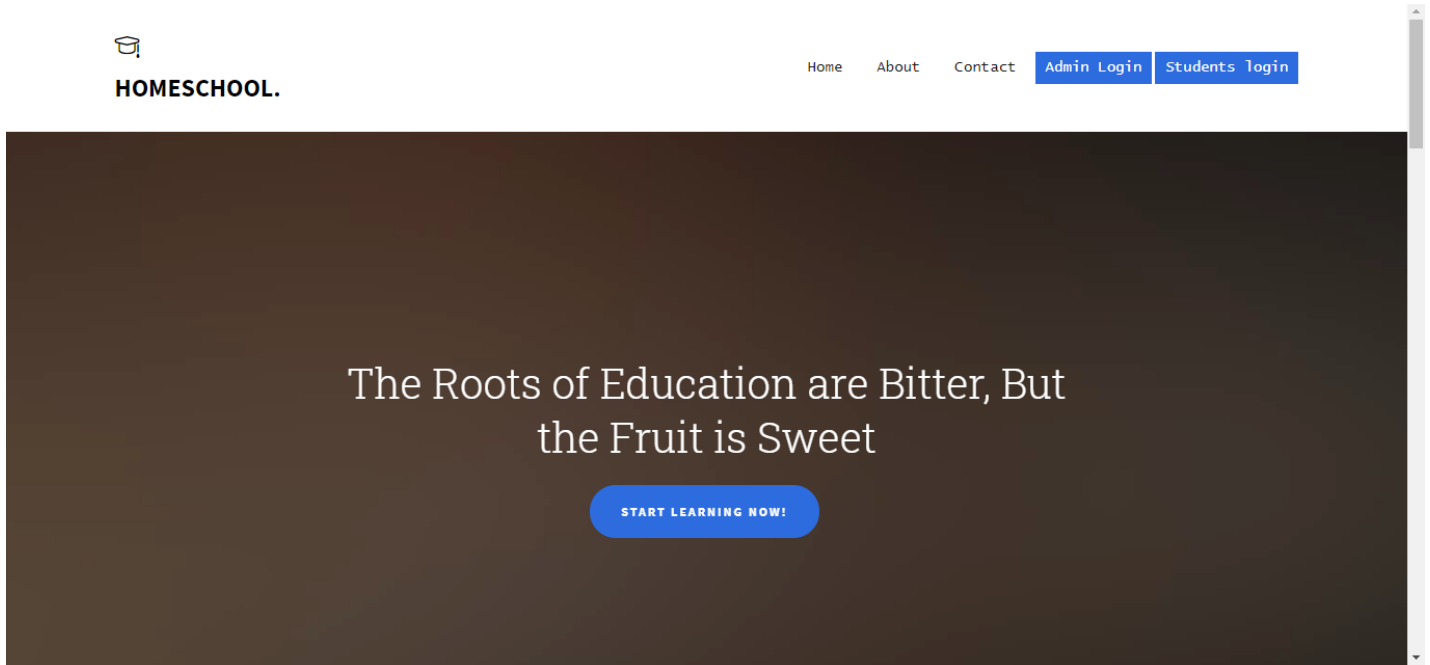 HOMESCHOOL.
Home About Contact Admin Login Students login
The Roots of Education are Bitter, But
the Fruit is Sweet
START LEARNING NOW!